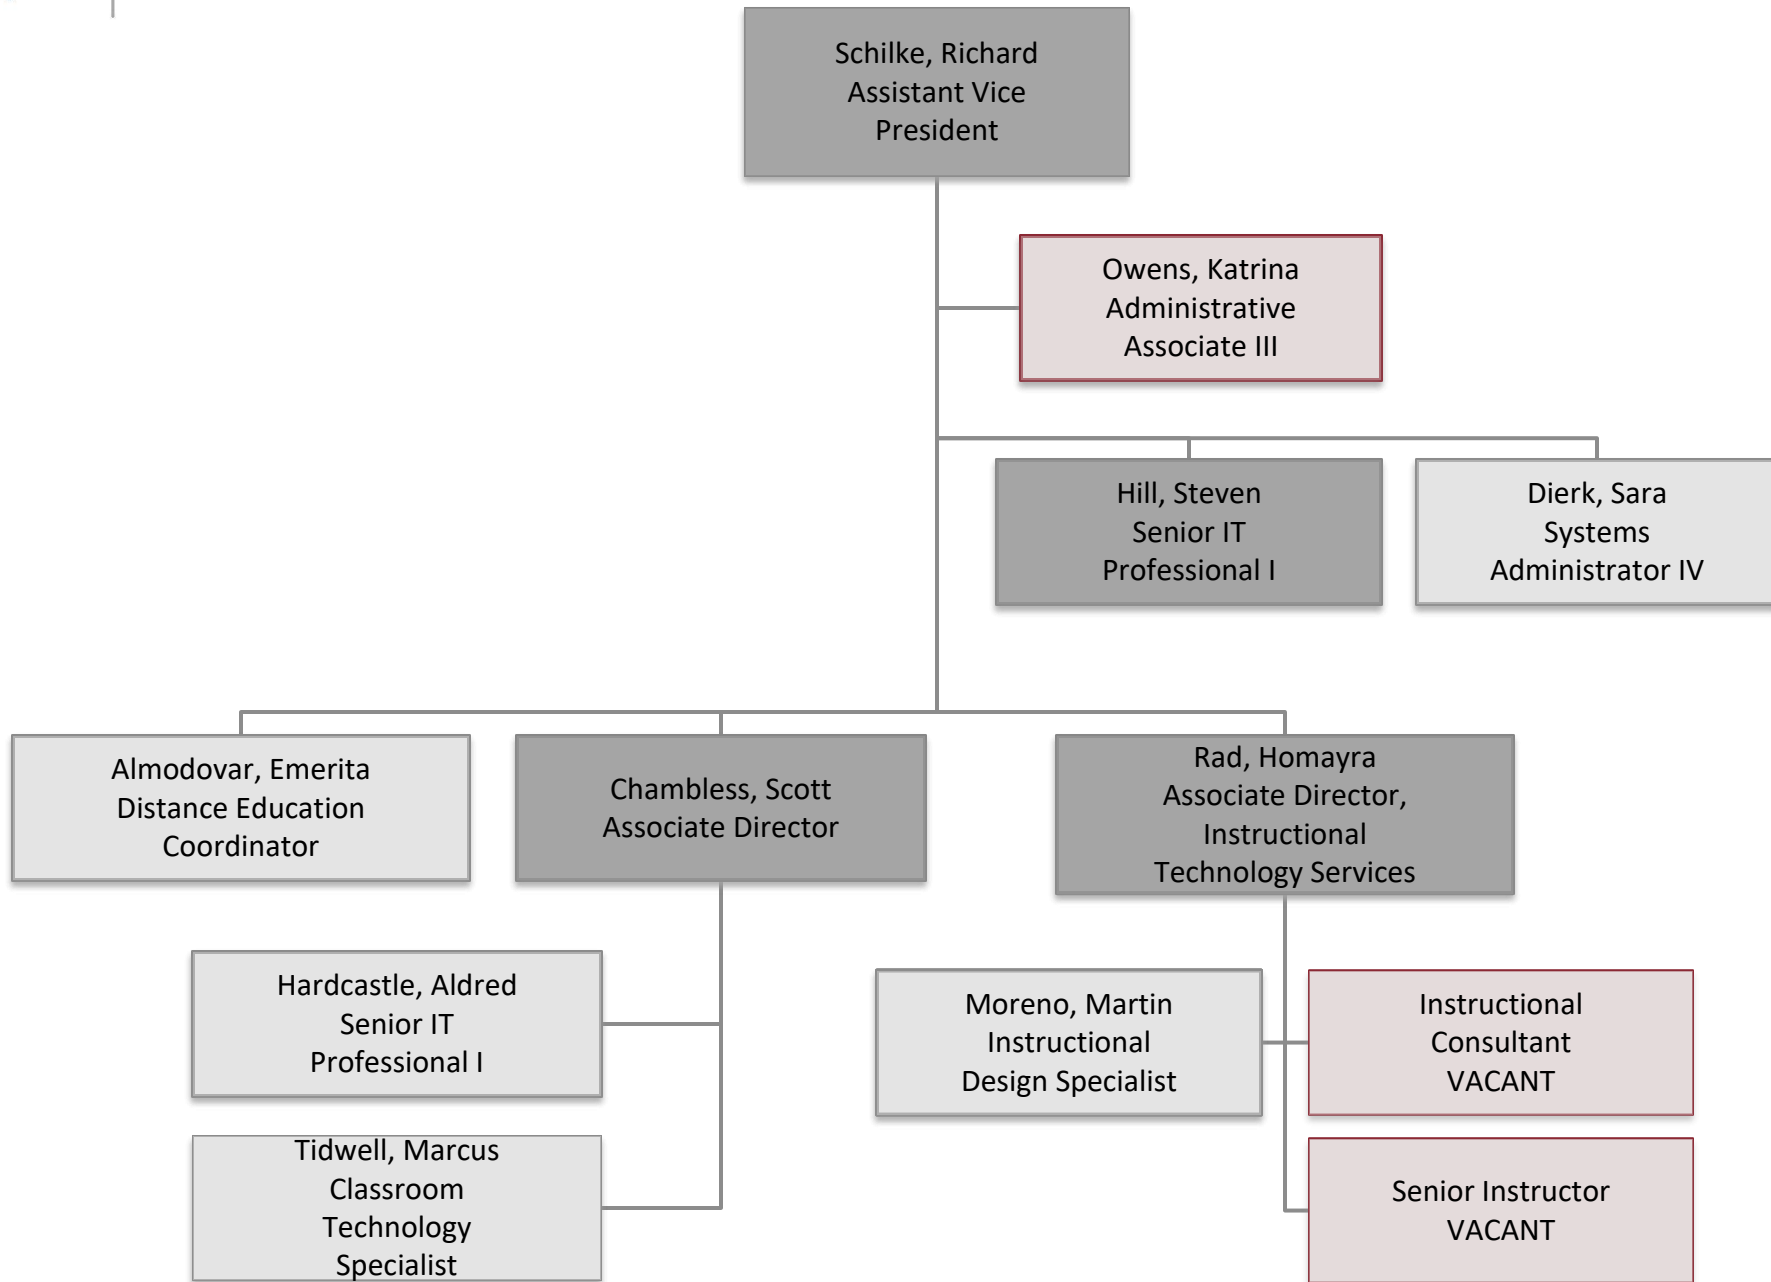 Schilke, Richard
Assistant Vice
President
Owens, Katrina
Administrative
Associate III
Hill, Steven
Senior IT
Professional I
Dierk, Sara
Systems
Administrator IV
Almodovar, Emerita
Distance Education
Coordinator
Chambless, Scott
Associate Director
Rad, Homayra
Associate Director,
Instructional
Technology Services
Hardcastle, Aldred
Senior IT
Professional I
Moreno, Martin
Instructional
Design Specialist
Instructional
Consultant
VACANT
Tidwell, Marcus
Classroom
Technology
Specialist
Senior Instructor
VACANT